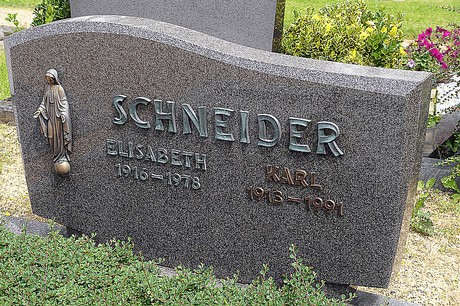 SCHNEIDER
ELISABETH
1916-1978
KARL
1913-1991